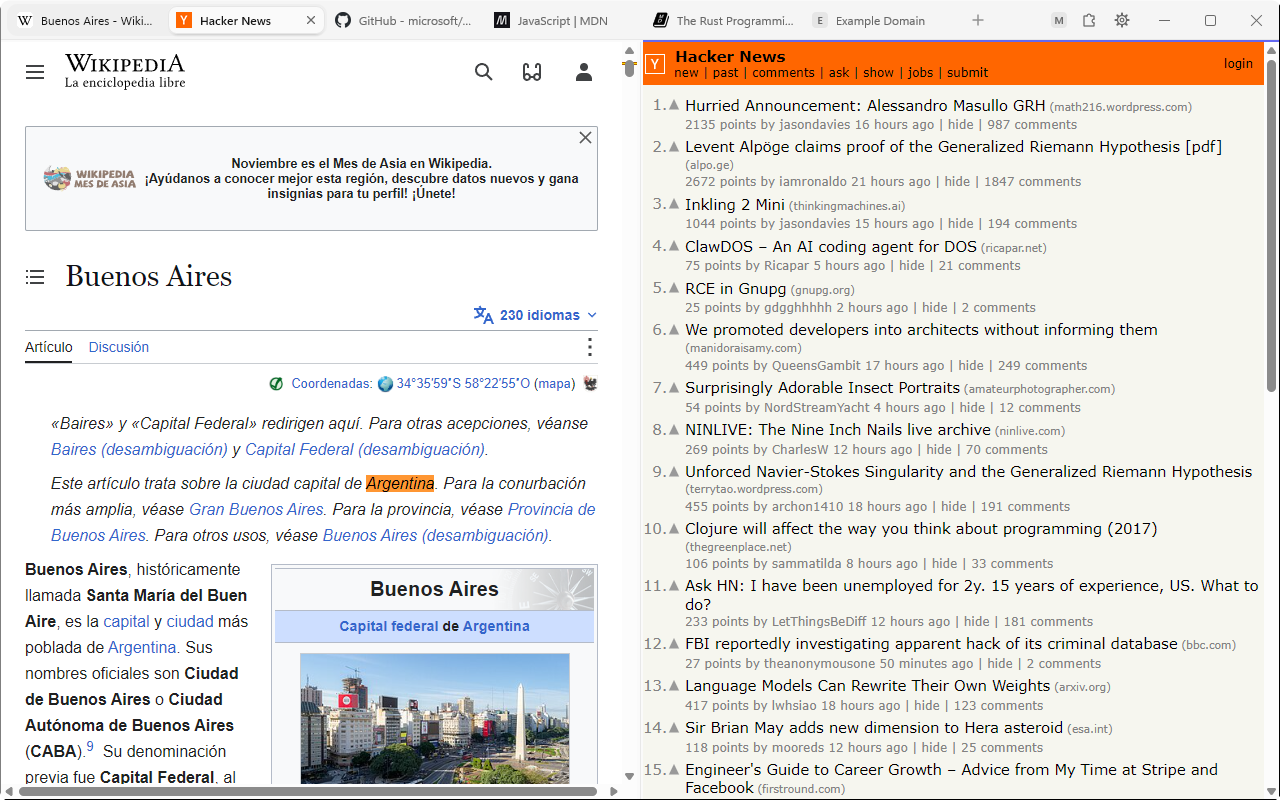 Buenos Aires - Wiki...
Hacker News
GitHub - microsoft/...
JavaScript | MDN
The Rust Programmi...
E Example Domain
M
WIKIPEDIA
La enciclopedia libre
WIKIPEDIA
MES DE ASIA
Noviembre es el Mes de Asia en Wikipedia.
¡Ayúdanos a conocer mejor esta región, descubre datos nuevos y gana
insignias para tu perfil! ¡Únete!
Buenos Aires
230 idiomas
Artículo Discusión
Coordenadas: 34°35′59″S 58°22′55″O (mapa)
«Baires» y «Capital Federal» redirigen aquí. Para otras acepciones, véanse
Baires (desambiguación) y Capital Federal (desambiguación).
Este artículo trata sobre la ciudad capital de Argentina. Para la conurbación
más amplia, véase Gran Buenos Aires. Para la provincia, véase Provincia de
Buenos Aires. Para otros usos, véase Buenos Aires (desambiguación).
Buenos Aires, históricamente
llamada Santa María del Buen
Aire, es la capital y ciudad más
poblada de Argentina. Sus
nombres oficiales son Ciudad
de Buenos Aires o Ciudad
Autónoma de Buenos Aires
(CABA).9 Su denominación
previa fue Capital Federal, al
Buenos Aires
Capital federal de Argentina
Y
Hacker News
new | past | comments | ask | show | jobs | submit
login
1. Hurried Announcement: Alessandro Masullo GRH (math216.wordpress.com)
2135 points by jasondavies 16 hours ago | hide | 987 comments
2. Levent Alpöge claims proof of the Generalized Riemann Hypothesis [pdf]
(alpo.ge)
2672 points by iamronaldo 21 hours ago | hide | 1847 comments
3. Inkling 2 Mini (thinkingmachines.ai)
1044 points by jasondavies 15 hours ago | hide | 194 comments
4. ClawDOS – An AI coding agent for DOS (ricapar.net)
75 points by Ricapar 5 hours ago | hide | 21 comments
5. RCE in Gnupg (gnupg.org)
25 points by gdgghhhhh 2 hours ago | hide | 2 comments
6. We promoted developers into architects without informing them
(manidoraisamy.com)
449 points by QueensGambit 17 hours ago | hide | 249 comments
7. Surprisingly Adorable Insect Portraits (amateurphotographer.com)
54 points by NordStreamYacht 4 hours ago | hide | 12 comments
8. NINLIVE: The Nine Inch Nails live archive (ninlive.com)
269 points by CharlesW 12 hours ago | hide | 70 comments
9. Unforced Navier-Stokes Singularity and the Generalized Riemann Hypothesis
(terrytao.wordpress.com)
455 points by archon1410 18 hours ago | hide | 191 comments
10. Clojure will affect the way you think about programming (2017)
(thegreenplace.net)
106 points by sammatilda 8 hours ago | hide | 33 comments
11. Ask HN: I have been unemployed for 2y. 15 years of experience, US. What to
do?
233 points by LetThingsBeDiff 12 hours ago | hide | 181 comments
12. FBI reportedly investigating apparent hack of its criminal database (bbc.com)
27 points by theanonymousone 50 minutes ago | hide | 2 comments
13. Language Models Can Rewrite Their Own Weights (arxiv.org)
417 points by lwhsiao 18 hours ago | hide | 123 comments
14. Sir Brian May adds new dimension to Hera asteroid (esa.int)
118 points by mooreds 12 hours ago | hide | 25 comments
15. Engineer's Guide to Career Growth – Advice from My Time at Stripe and
Facebook (firstround.com)